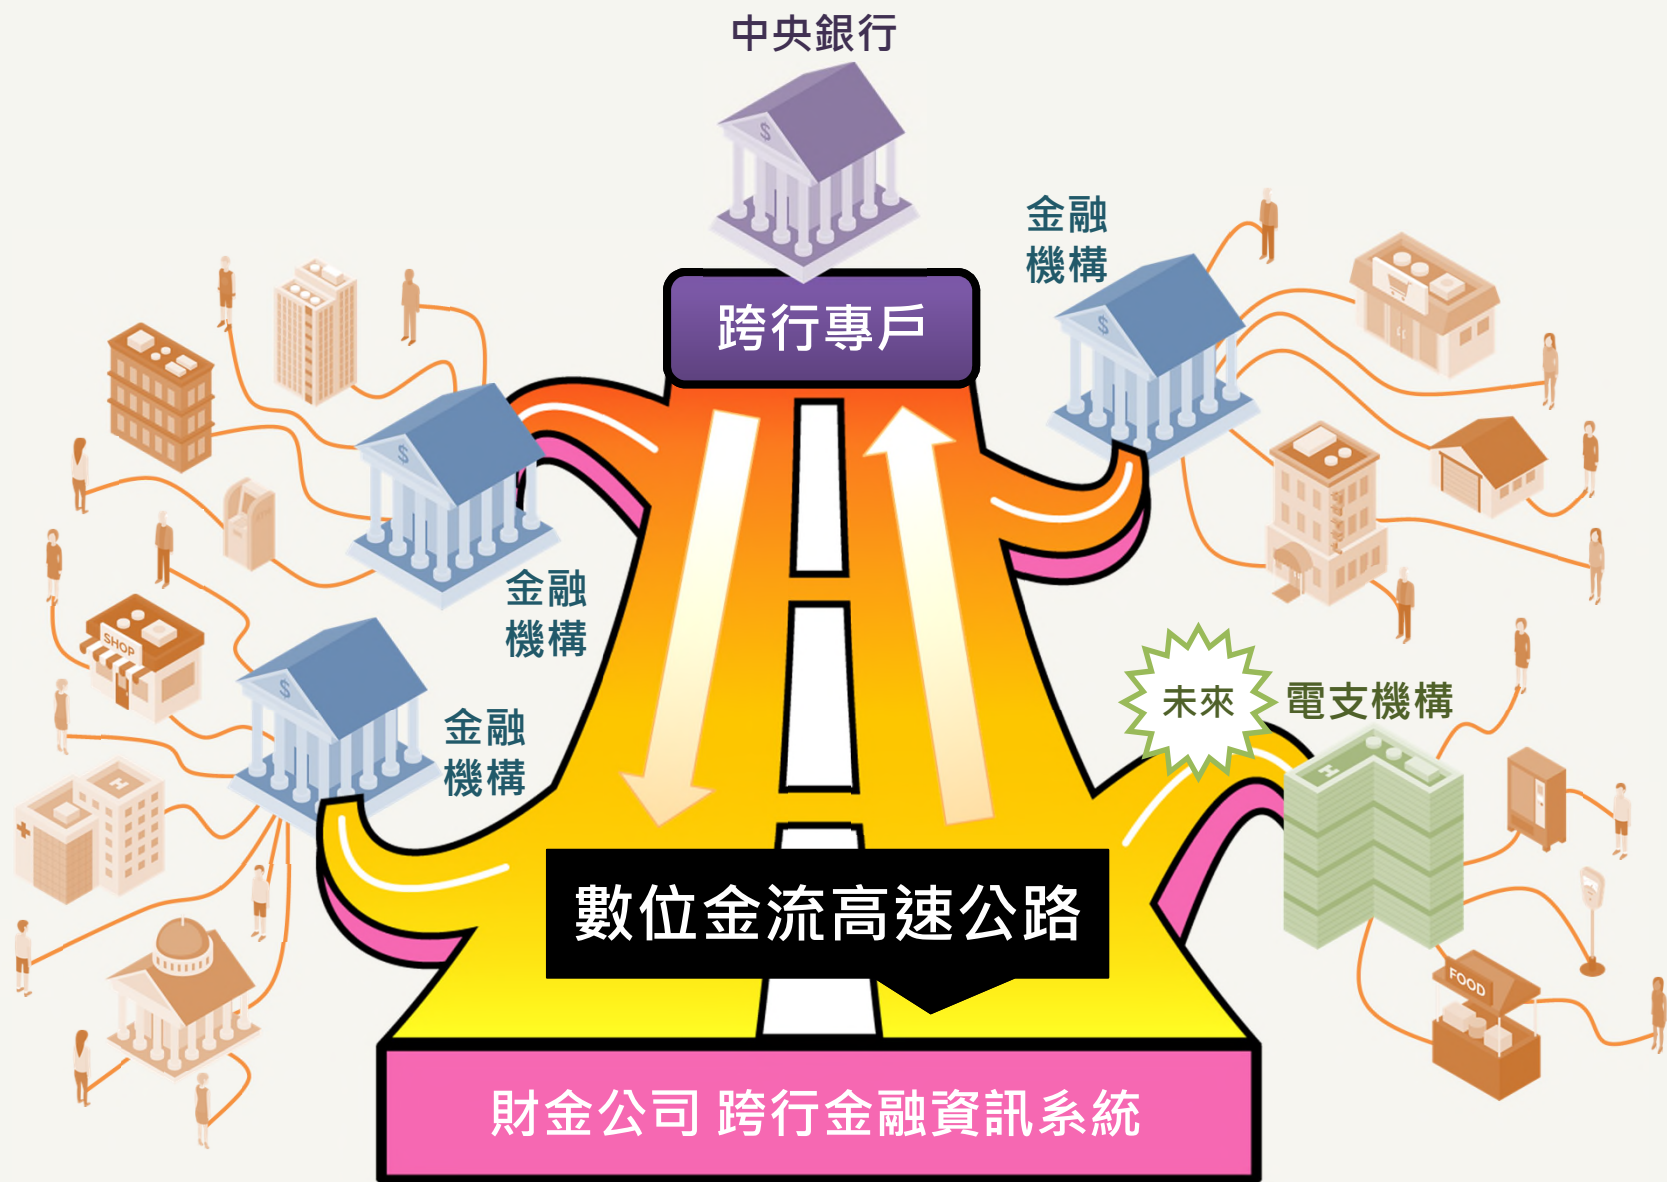 中央銀行
跨行專戶
金融
機構
金融
機構
金融
機構
未來
電支機構
SHOP
FOOD
數位金流高速公路
財金公司 跨行金融資訊系統
$
$
$
$
H
H